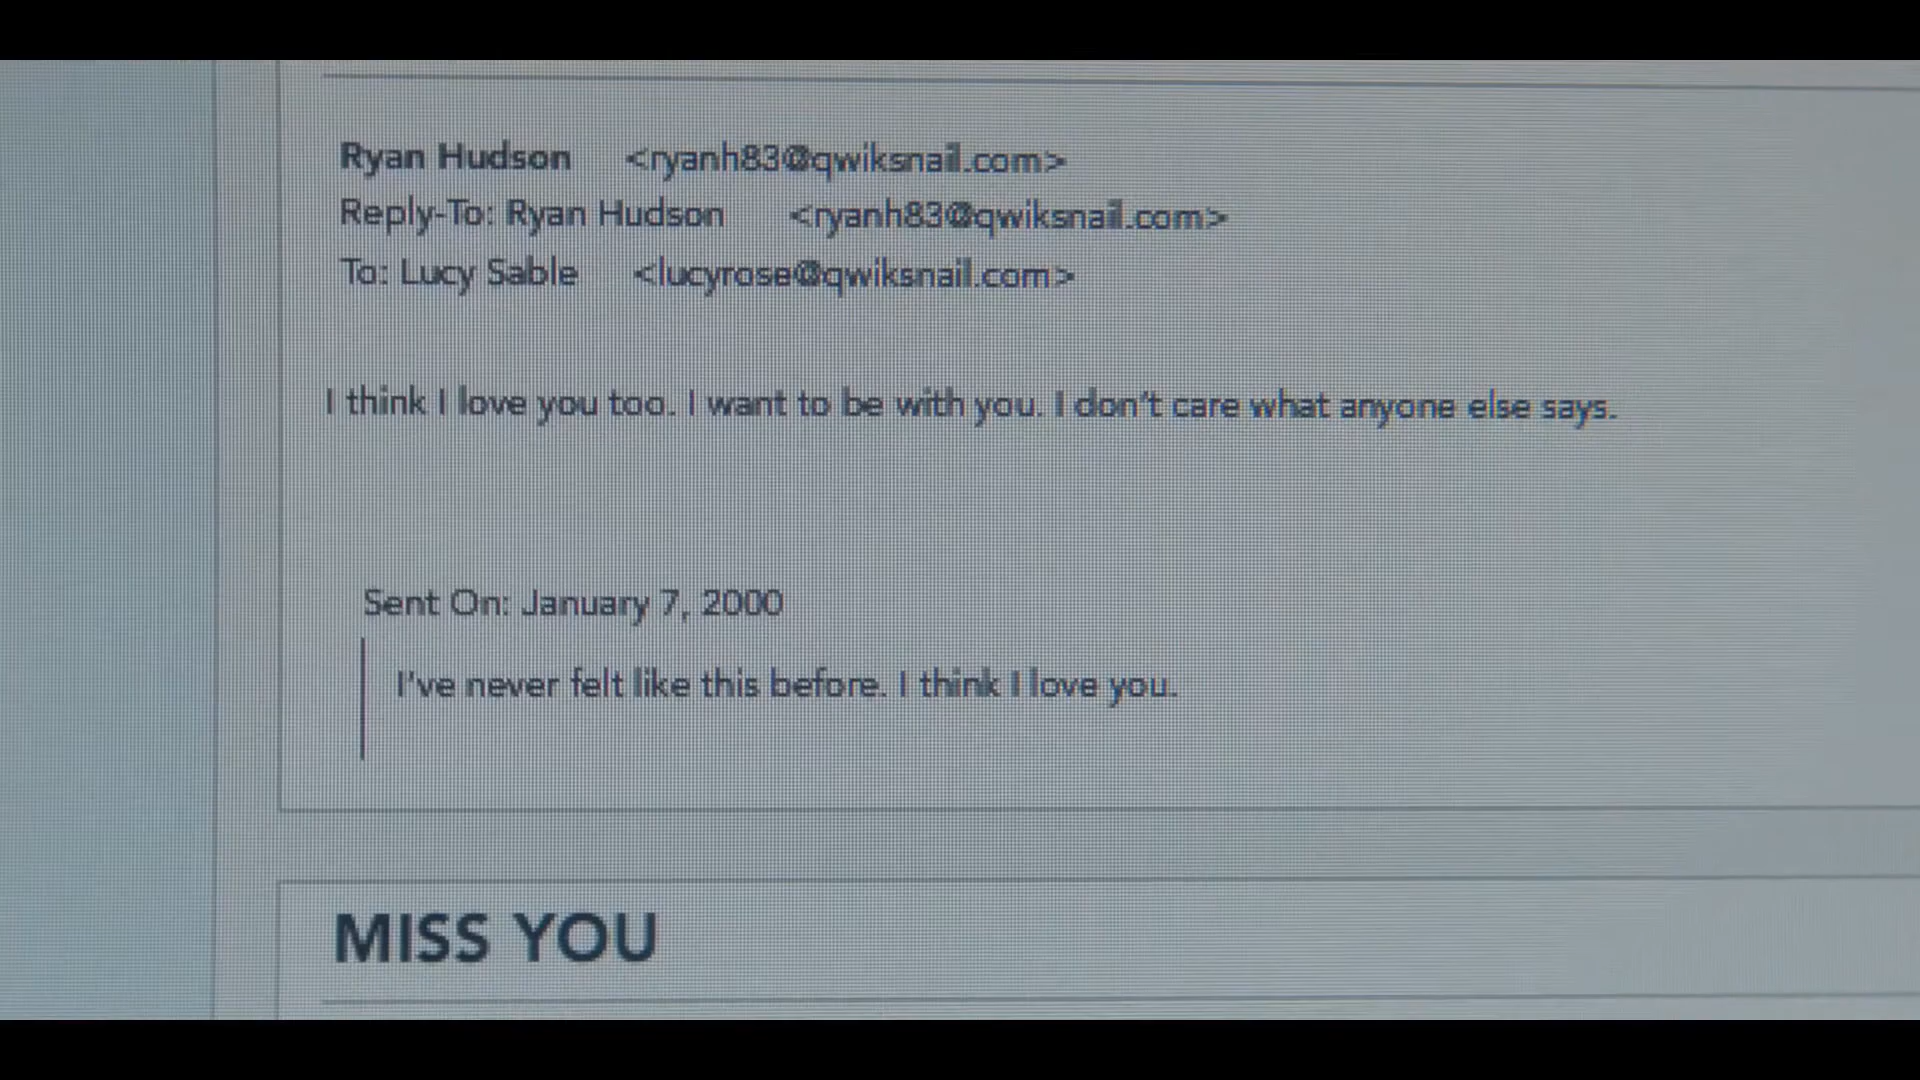 Ryan Hudson <ryanh83@qwiksnail.com>
Reply-To: Ryan Hudson <ryanh83@qwiksnail.com>
To: Lucy Sable <lucyrose@qwiksnail.com>
I think I love you too. I want to be with you. I don't care what anyone else says.
Sent On: January 7, 2000
I've never felt like this before. I think I love you.
MISS YOU